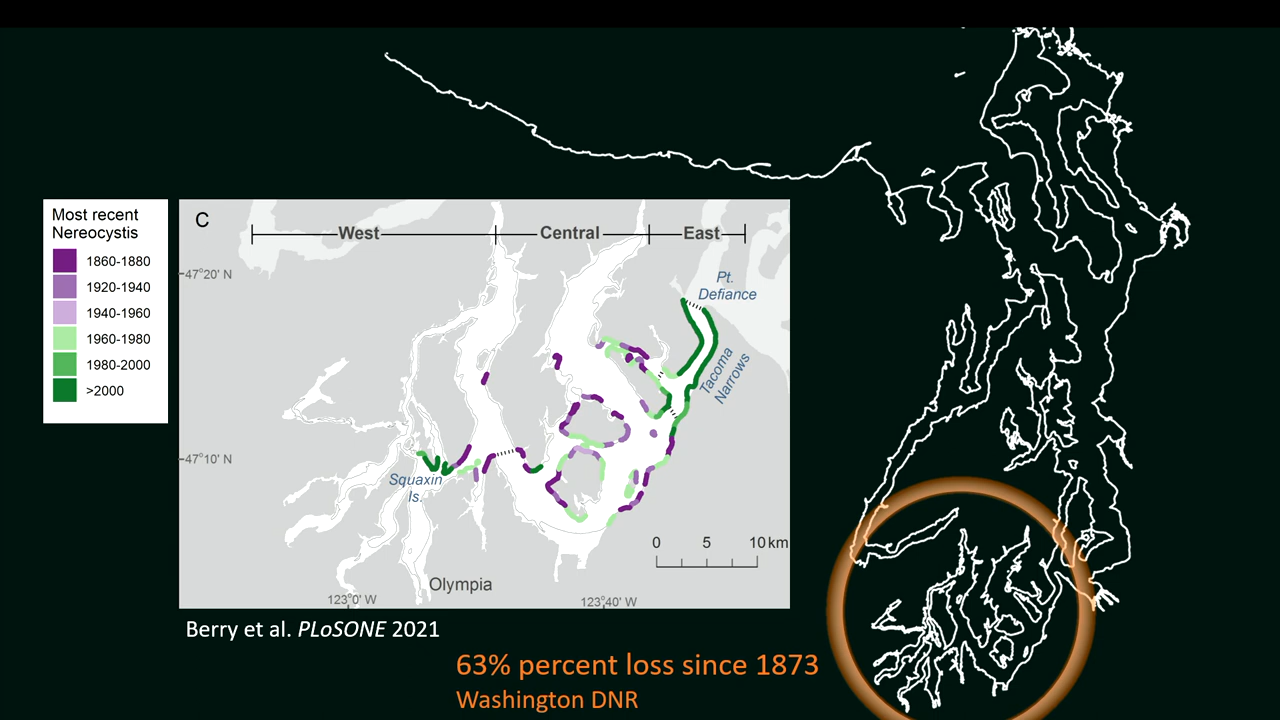 Most recent
Nereocystis
1860-1880
1920-1940
1940-1960
1960-1980
1980-2000
>2000
C
West
Central
East
47°20' N
47°10' N
Pt.
Defiance
Tacoma
Narrows
Squaxin
Is.
Olympia
0 5 10 km
123°0' W
123°40' W
Berry et al. PLoSONE 2021
63% percent loss since 1873
Washington DNR